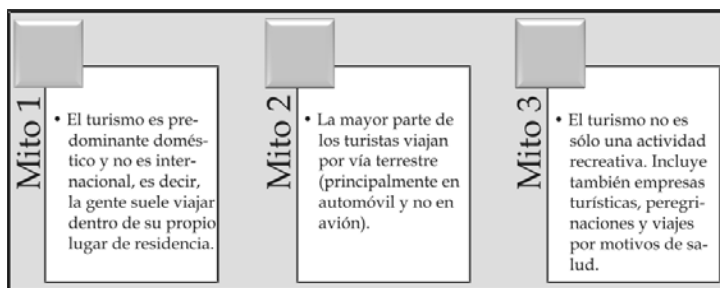 Mito 1
• El turismo es pre-
dominante domés-
tico y no es inter-
nacional, es decir,
la gente suele viajar
dentro de su propio
lugar de residencia.
Mito 2
• La mayor parte de
los turistas viajan
por vía terrestre
(principalmente en
automóvil y no en
avión).
Mito 3
• El turismo no es
sólo una actividad
recreativa. Incluye
también empresas
turísticas, peregri-
naciones y viajes
por motivos de sa-
lud.